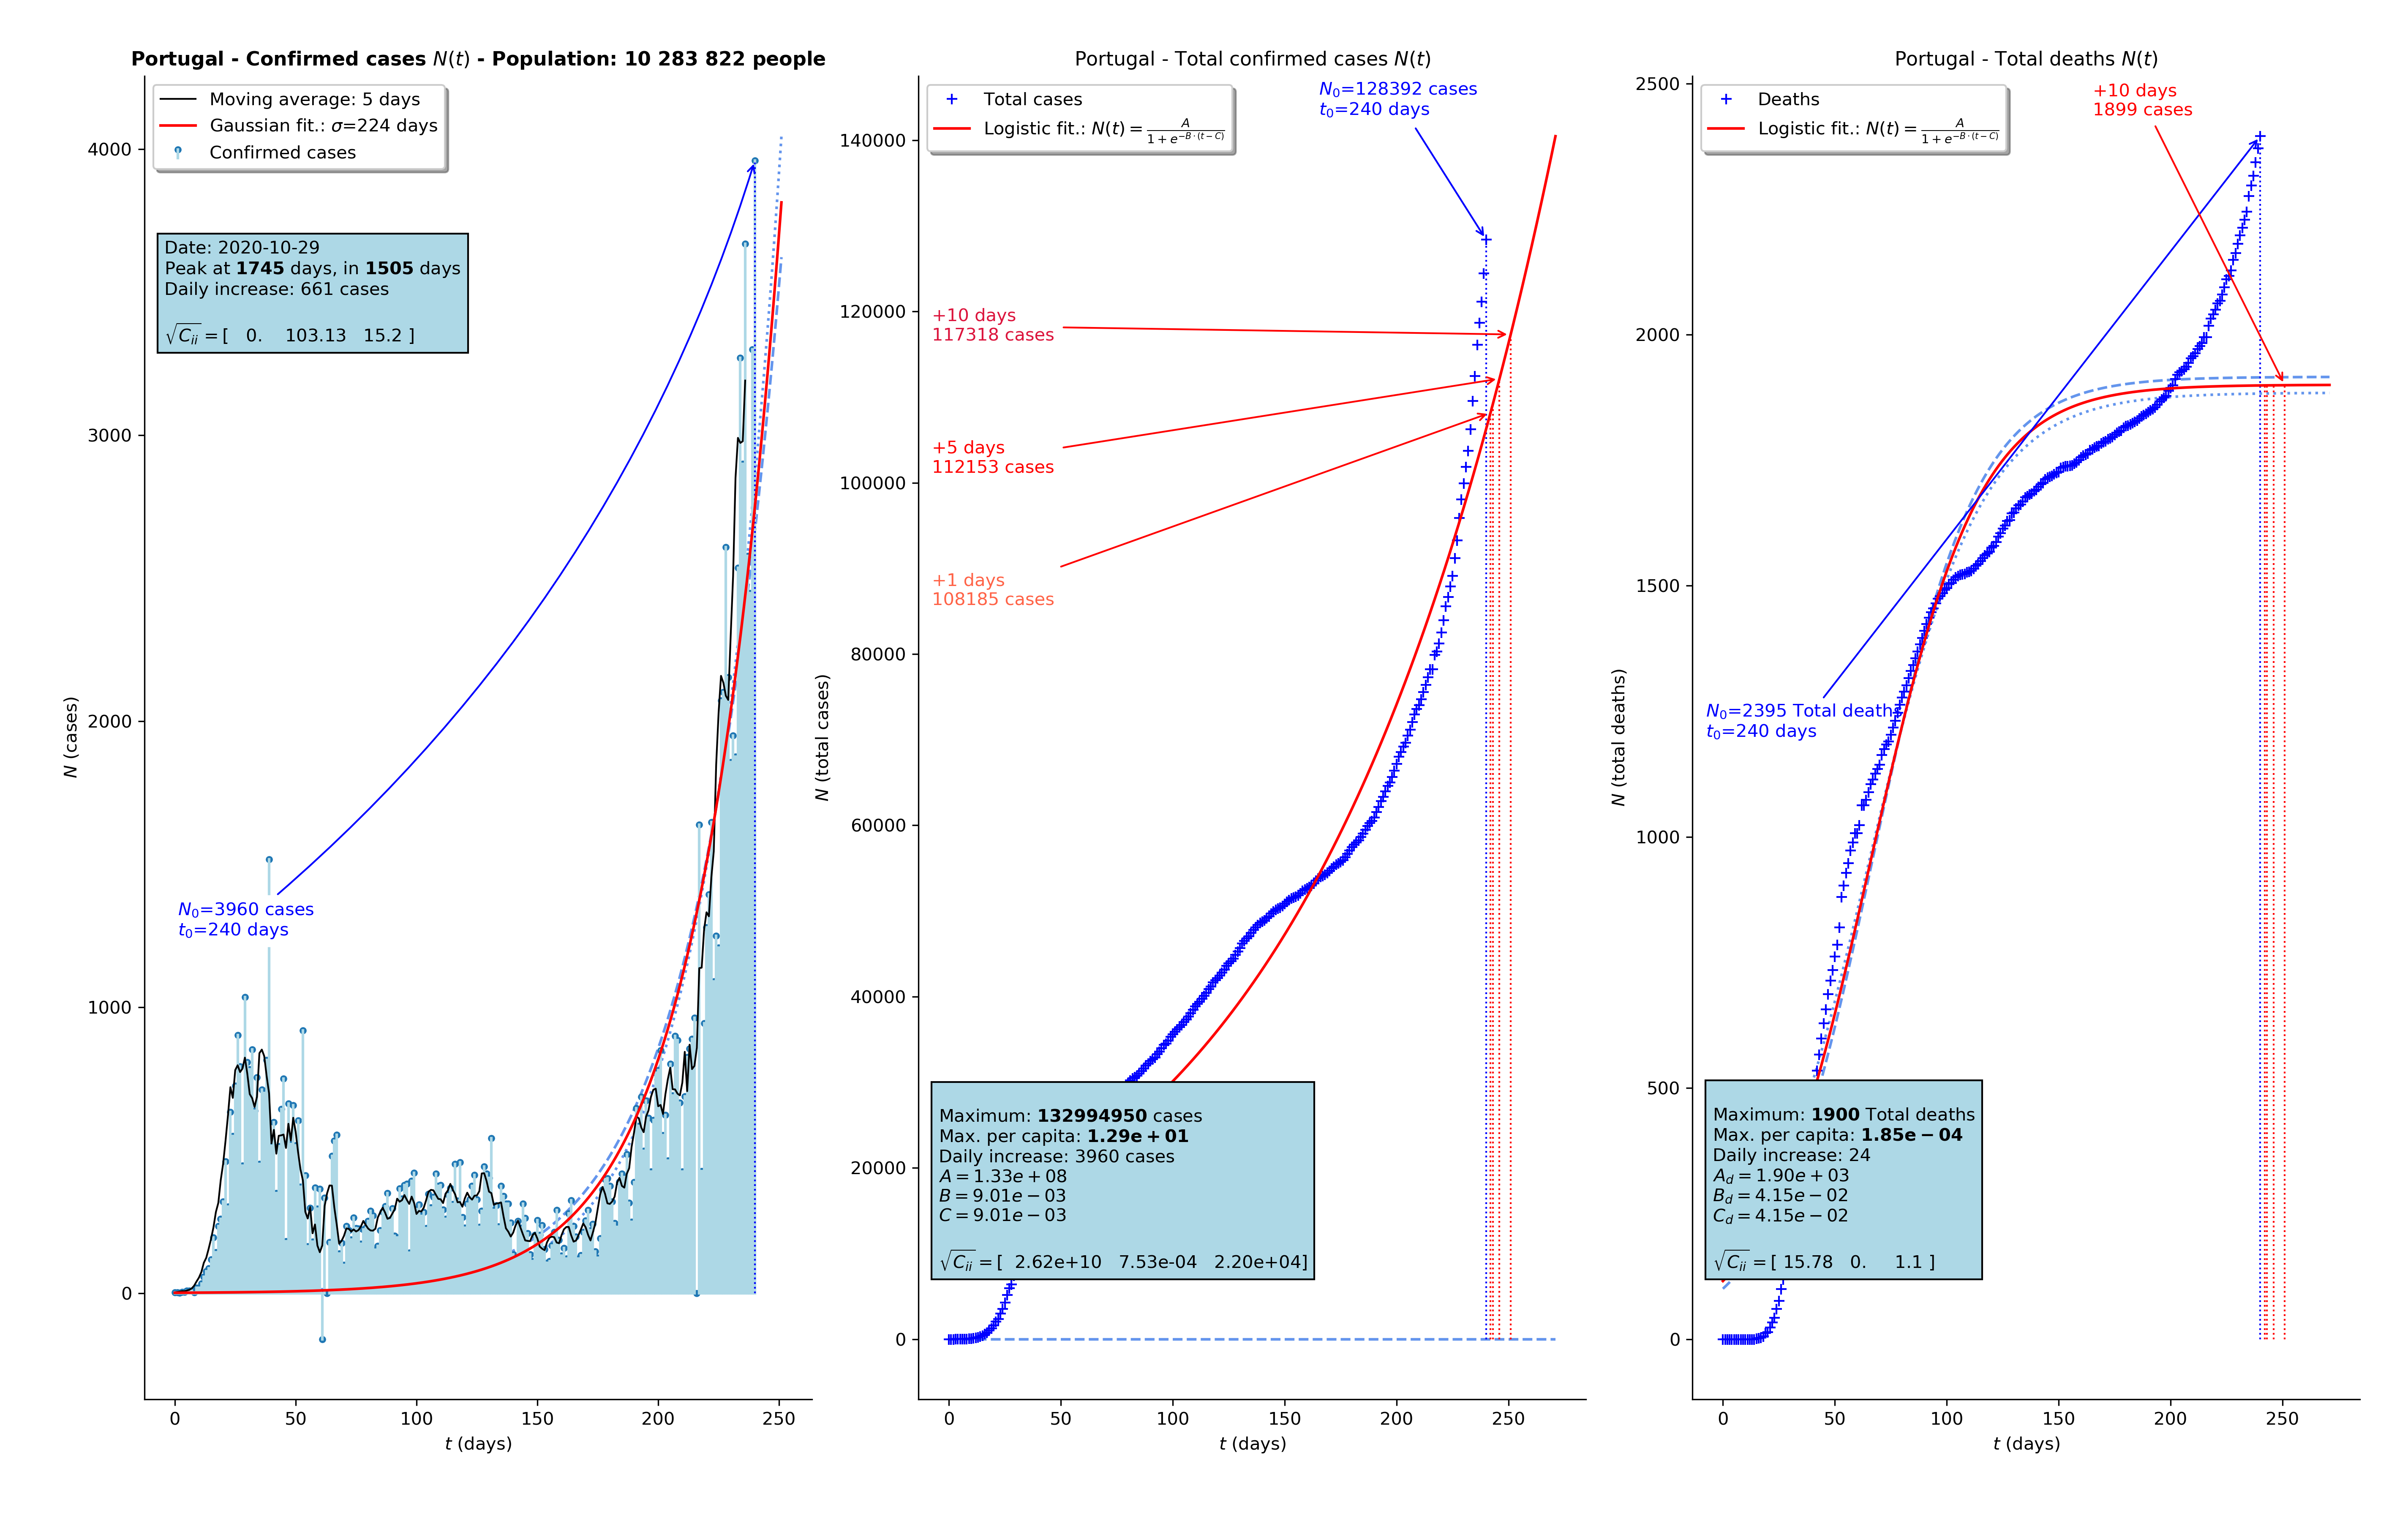 Portugal - Confirmed cases N(t) - Population: 10 283 822 people
Moving average: 5 days
Gaussian fit.: σ=224 days
Confirmed cases
Date: 2020-10-29
Peak at 1745 days, in 1505 days
Daily increase: 661 cases
√C_ii = [ 0. 103.13 15.2 ]
N_0=3960 cases
t_0=240 days
N (cases)
4000
3000
2000
1000
0
0 50 100 150 200 250
t (days)
Portugal - Total confirmed cases N(t)
Total cases
Logistic fit.: N(t) = A / (1 + e^{-B·(t-C)})
N_0=128392 cases
t_0=240 days
+10 days
117318 cases
+5 days
112153 cases
+1 days
108185 cases
Maximum: 132994950 cases
Max. per capita: 1.29e + 01
Daily increase: 3960 cases
A = 1.33e + 08
B = 9.01e − 03
C = 9.01e − 03
√C_ii = [ 2.62e+10 7.53e-04 2.20e+04]
N (total cases)
140000
120000
100000
80000
60000
40000
20000
0
0 50 100 150 200 250
t (days)
Portugal - Total deaths N(t)
Deaths
Logistic fit.: N(t) = A / (1 + e^{-B·(t-C)})
+10 days
1899 cases
N_0=2395 Total deaths
t_0=240 days
Maximum: 1900 Total deaths
Max. per capita: 1.85e − 04
Daily increase: 24
A_d = 1.90e + 03
B_d = 4.15e − 02
C_d = 4.15e − 02
√C_ii = [ 15.78 0. 1.1 ]
N (total deaths)
2500
2000
1500
1000
500
0
0 50 100 150 200 250
t (days)